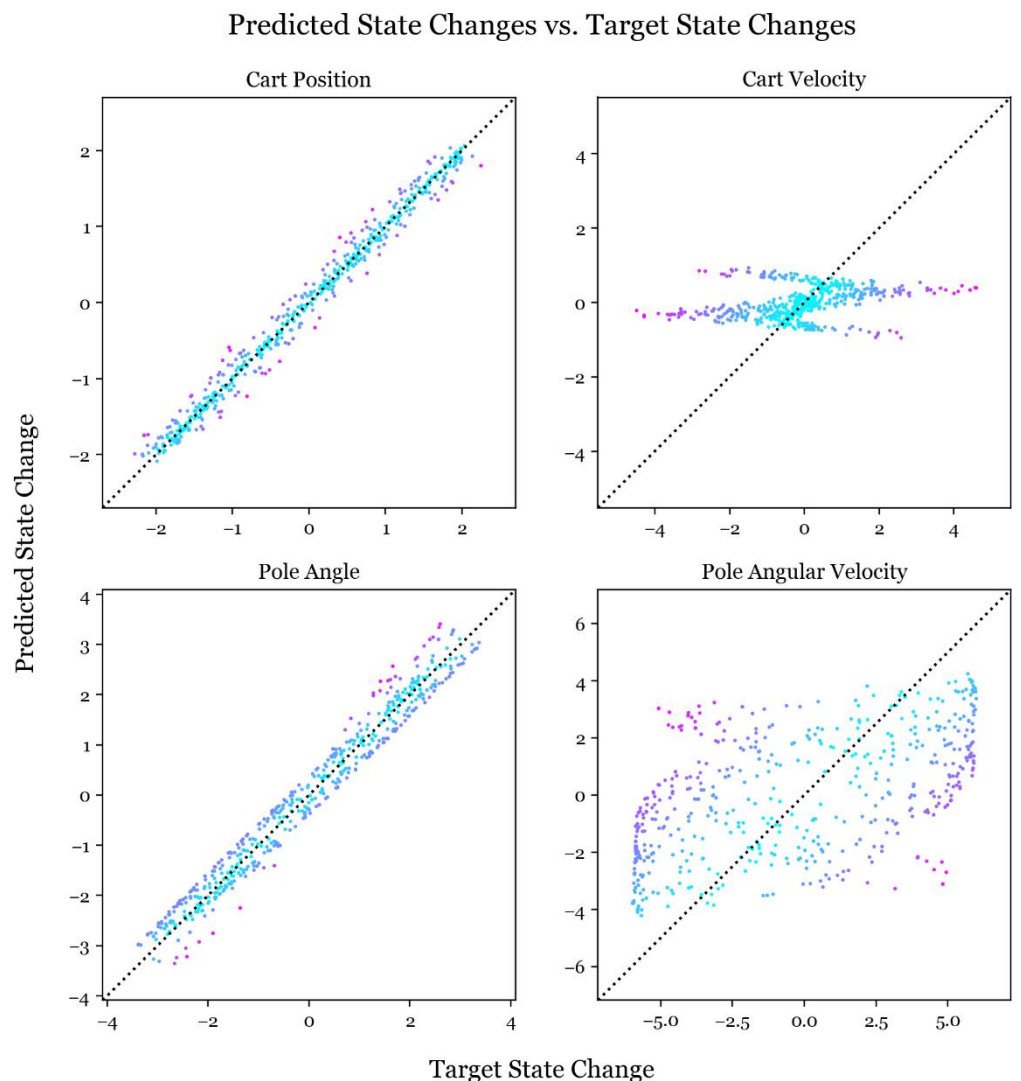 Predicted State Changes vs. Target State Changes
Cart Position
2
1
0
−1
−2
−2 −1 0 1 2
Cart Velocity
4
2
0
−2
−4
−4 −2 0 2 4
Predicted State Change
Pole Angle
4
3
2
1
0
−1
−2
−3
−4
−4 −2 0 2 4
Pole Angular Velocity
6
4
2
0
−2
−4
−6
−5.0 −2.5 0.0 2.5 5.0
Target State Change